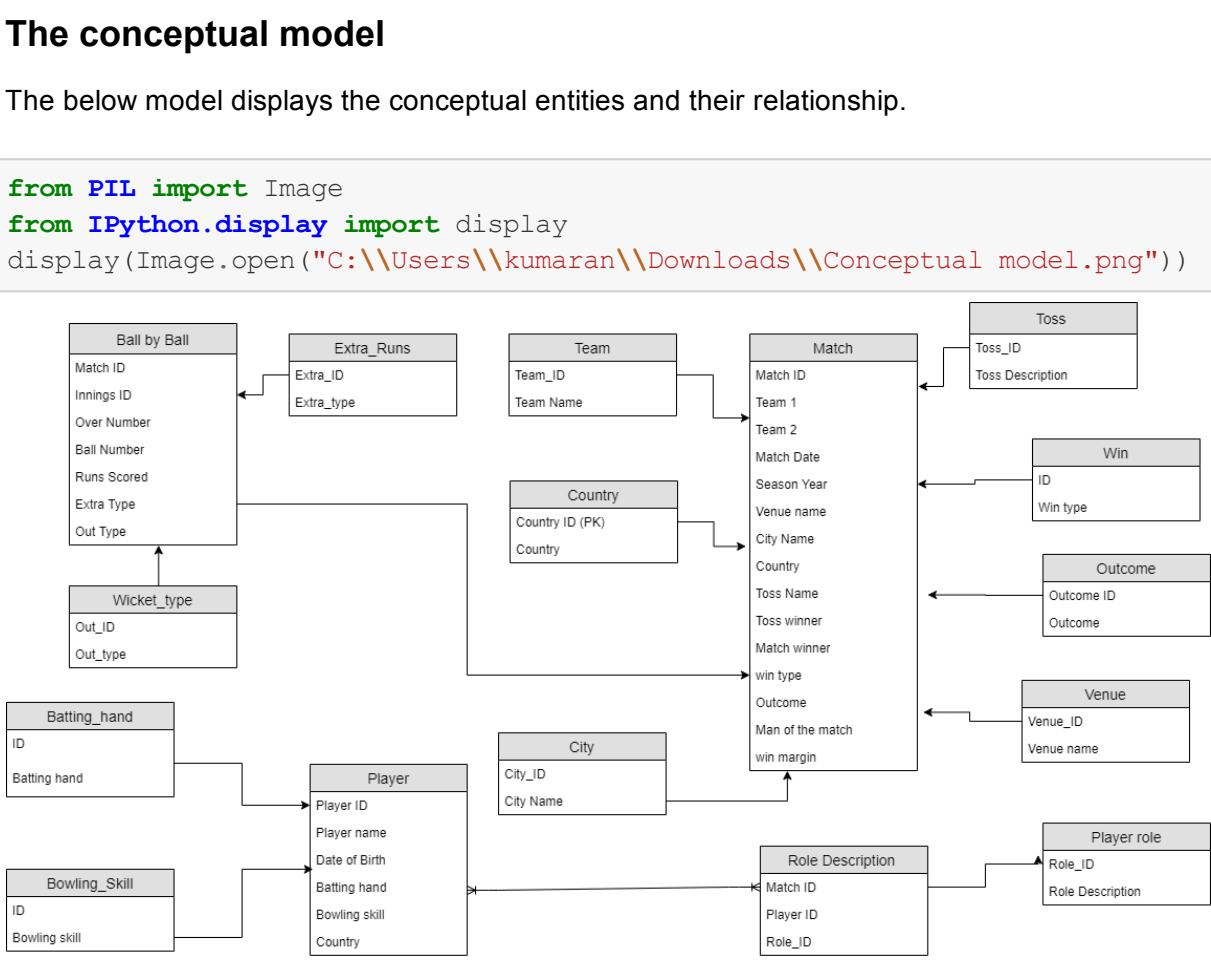 The conceptual model
The below model displays the conceptual entities and their relationship.
from PIL import Image
from IPython.display import display
display(Image.open("C:\\Users\\kumaran\\Downloads\\Conceptual model.png"))
Ball by Ball
Match ID
Innings ID
Over Number
Ball Number
Runs Scored
Extra Type
Out Type
Extra_Runs
Extra_ID
Extra_type
Team
Team_ID
Team Name
Match
Match ID
Team 1
Team 2
Match Date
Season Year
Venue name
City Name
Country
Toss Name
Toss winner
Match winner
win type
Outcome
Man of the match
win margin
Toss
Toss_ID
Toss Description
Win
ID
Win type
Country
Country ID (PK)
Country
Outcome
Outcome ID
Outcome
Wicket_type
Out_ID
Out_type
Venue
Venue_ID
Venue name
Batting_hand
ID
Batting hand
City
City_ID
City Name
Player
Player ID
Player name
Date of Birth
Batting hand
Bowling skill
Country
Bowling_Skill
ID
Bowling skill
Role Description
Match ID
Player ID
Role_ID
Player role
Role_ID
Role Description